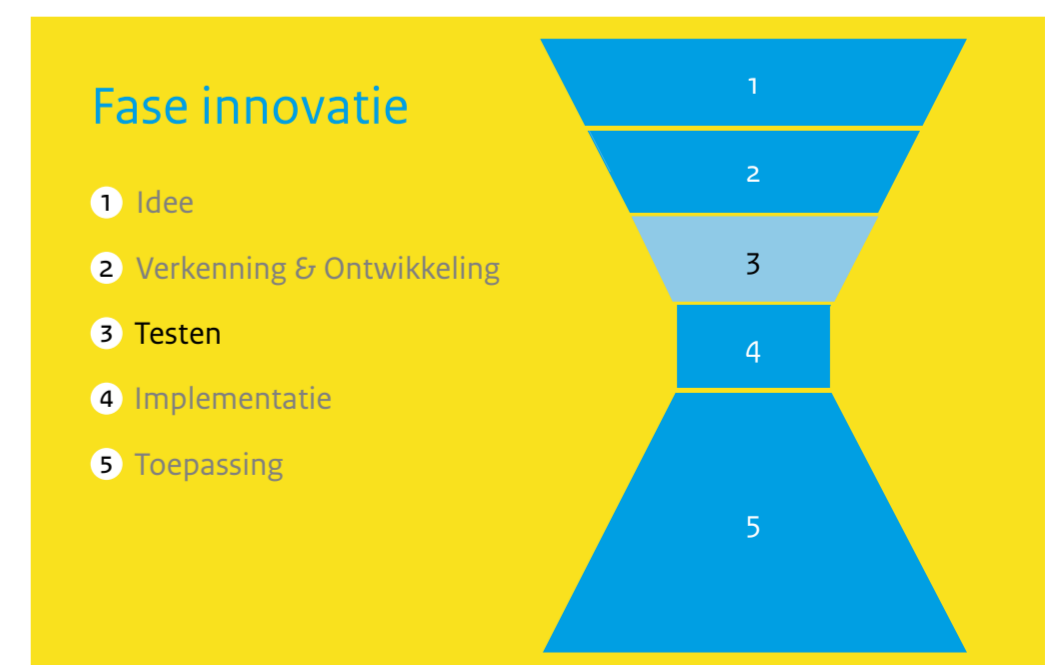 Fase innovatie
1 Idee
2 Verkenning & Ontwikkeling
3 Testen
4 Implementatie
5 Toepassing
1
2
3
4
5